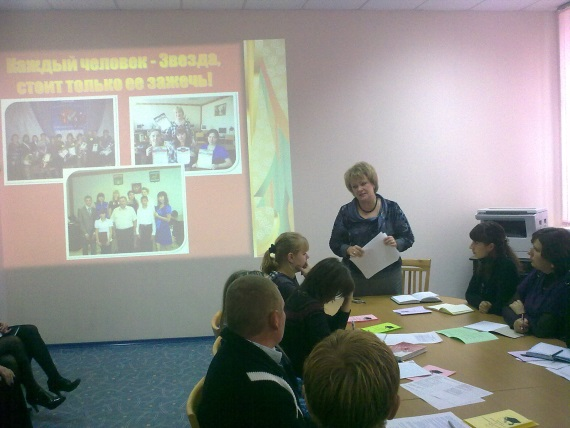 Каждый человек - Звезда,
стоит только ее зажечь!